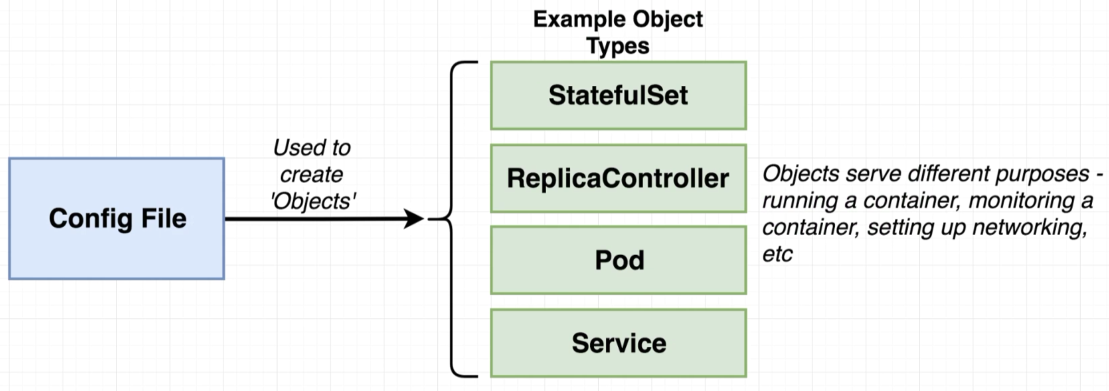 Example Object
Types
StatefulSet
Used to
create
'Objects'
Config File
ReplicaController
Objects serve different purposes -
running a container, monitoring a
container, setting up networking,
etc
Pod
Service